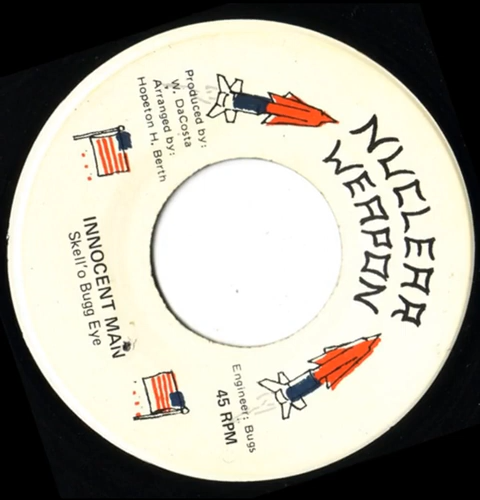 NUCLEAR
WEAPON
Produced by:
W. DaCosta
Arranged by:
Hopeton H. Berth
Engineer: Bugs
45 RPM
INNOCENT MAN
Skell'o Bugg Eye